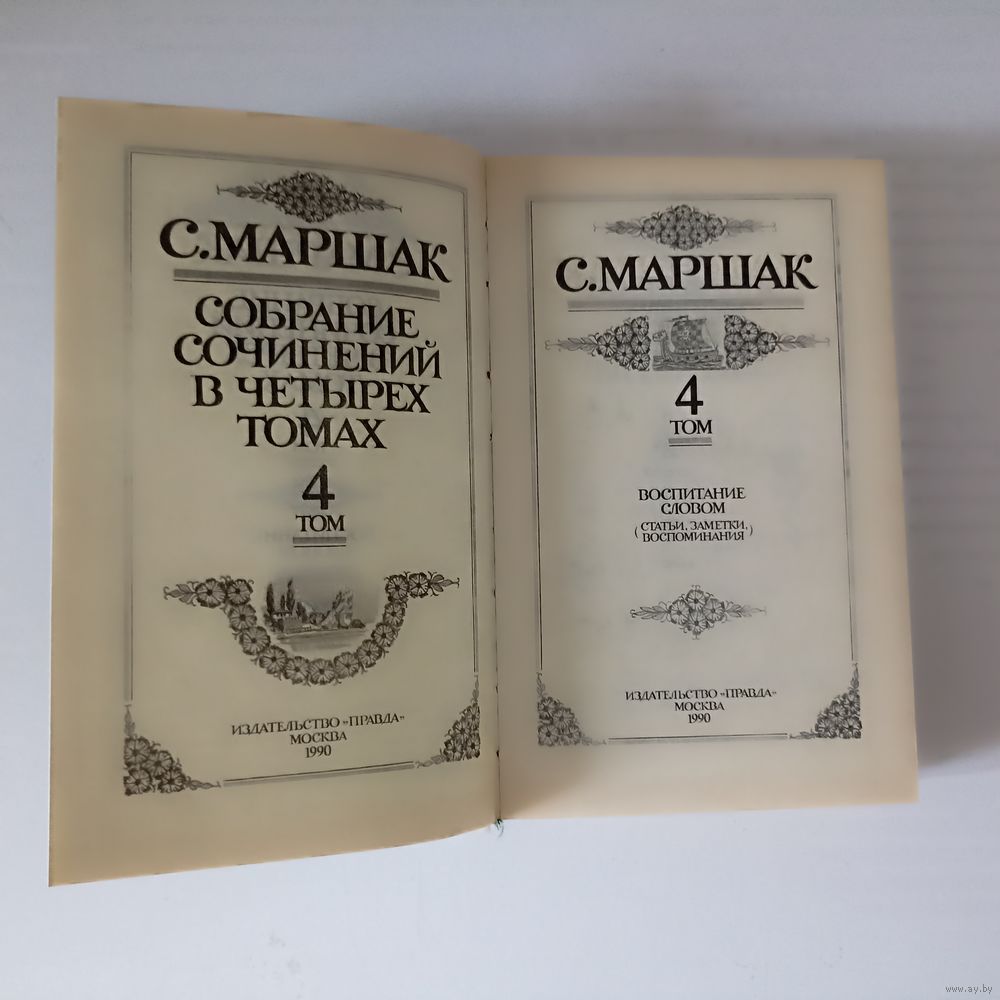 С.МАРШАК
СОБРАНИЕ
СОЧИНЕНИЙ
В ЧЕТЫРЕХ
ТОМАХ
4
ТОМ
ИЗДАТЕЛЬСТВО "ПРАВДА"
МОСКВА
1990
С.МАРШАК
4
ТОМ
ВОСПИТАНИЕ
СЛОВОМ
(СТАТЬИ, ЗАМЕТКИ,
ВОСПОМИНАНИЯ)
ИЗДАТЕЛЬСТВО "ПРАВДА"
МОСКВА
1990
www.ay.by